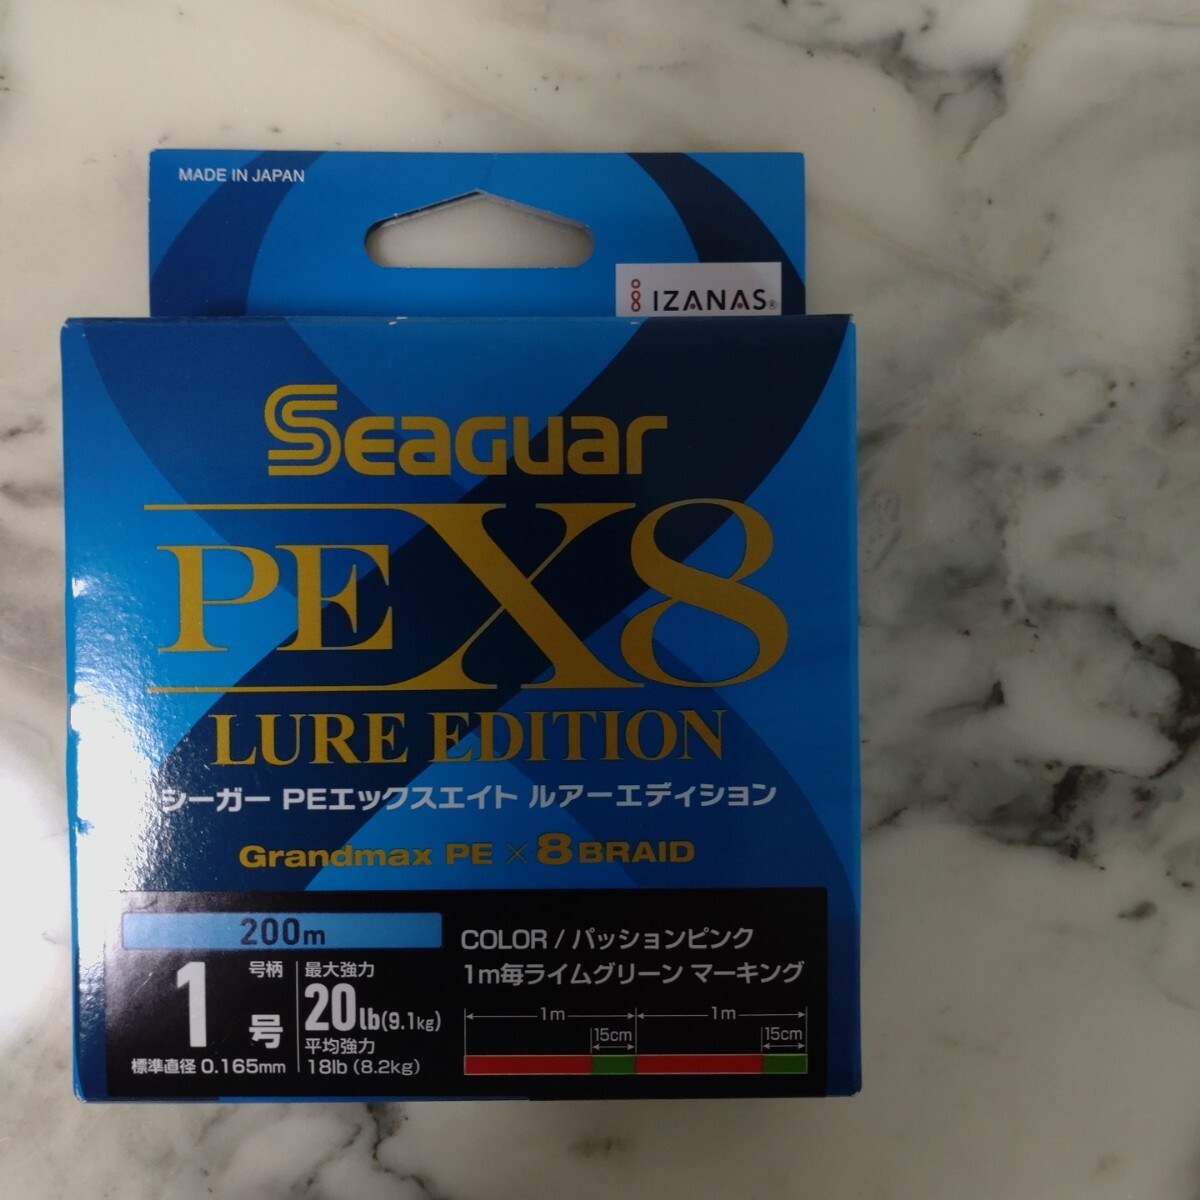 MADE IN JAPAN
IZANAS®
Seaguar
PE X8
LURE EDITION
シーガー PEエックスエイト ルアーエディション
Grandmax PE × 8 BRAID
200m
1号
号柄
標準直径 0.165mm
最大強力
20lb(9.1kg)
平均強力
18lb (8.2kg)
COLOR / パッションピンク
1m毎ライムグリーン マーキング
1m 1m
15cm 15cm